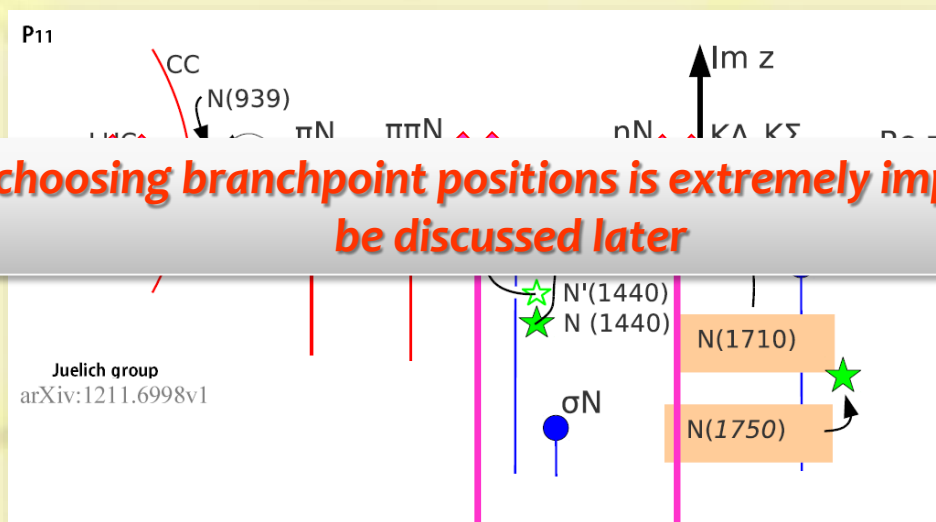 P11
CC
Im z
N(939)
πN
ππN
ηN
KΛ
KΣ
choosing branchpoint positions is extremely
be discussed later
N'(1440)
N (1440)
N(1710)
Juelich group
arXiv:1211.6998v1
σN
N(1750)